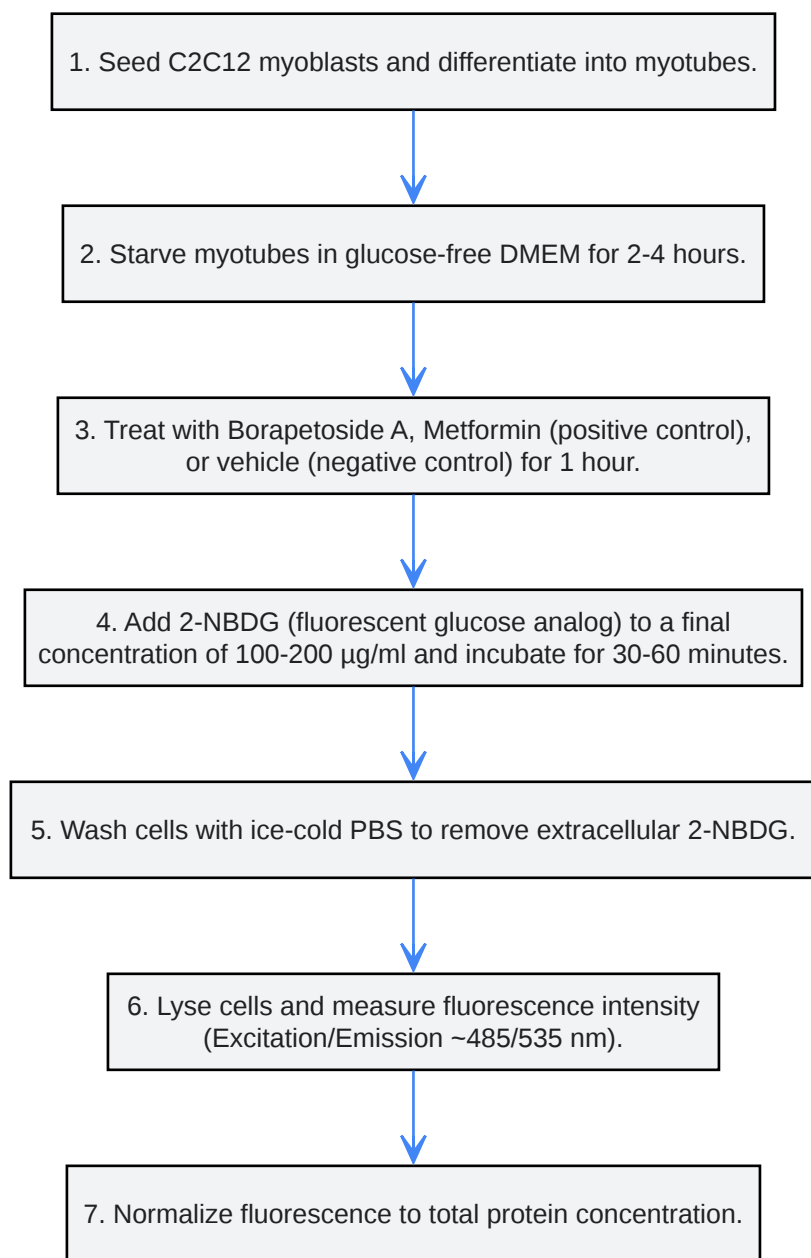 1. Seed C2C12 myoblasts and differentiate into myotubes.
2. Starve myotubes in glucose-free DMEM for 2-4 hours.
3. Treat with Borapetoside A, Metformin (positive control),
or vehicle (negative control) for 1 hour.
4. Add 2-NBDG (fluorescent glucose analog) to a final
concentration of 100-200 µg/ml and incubate for 30-60 minutes.
5. Wash cells with ice-cold PBS to remove extracellular 2-NBDG.
6. Lyse cells and measure fluorescence intensity
(Excitation/Emission ~485/535 nm).
7. Normalize fluorescence to total protein concentration.